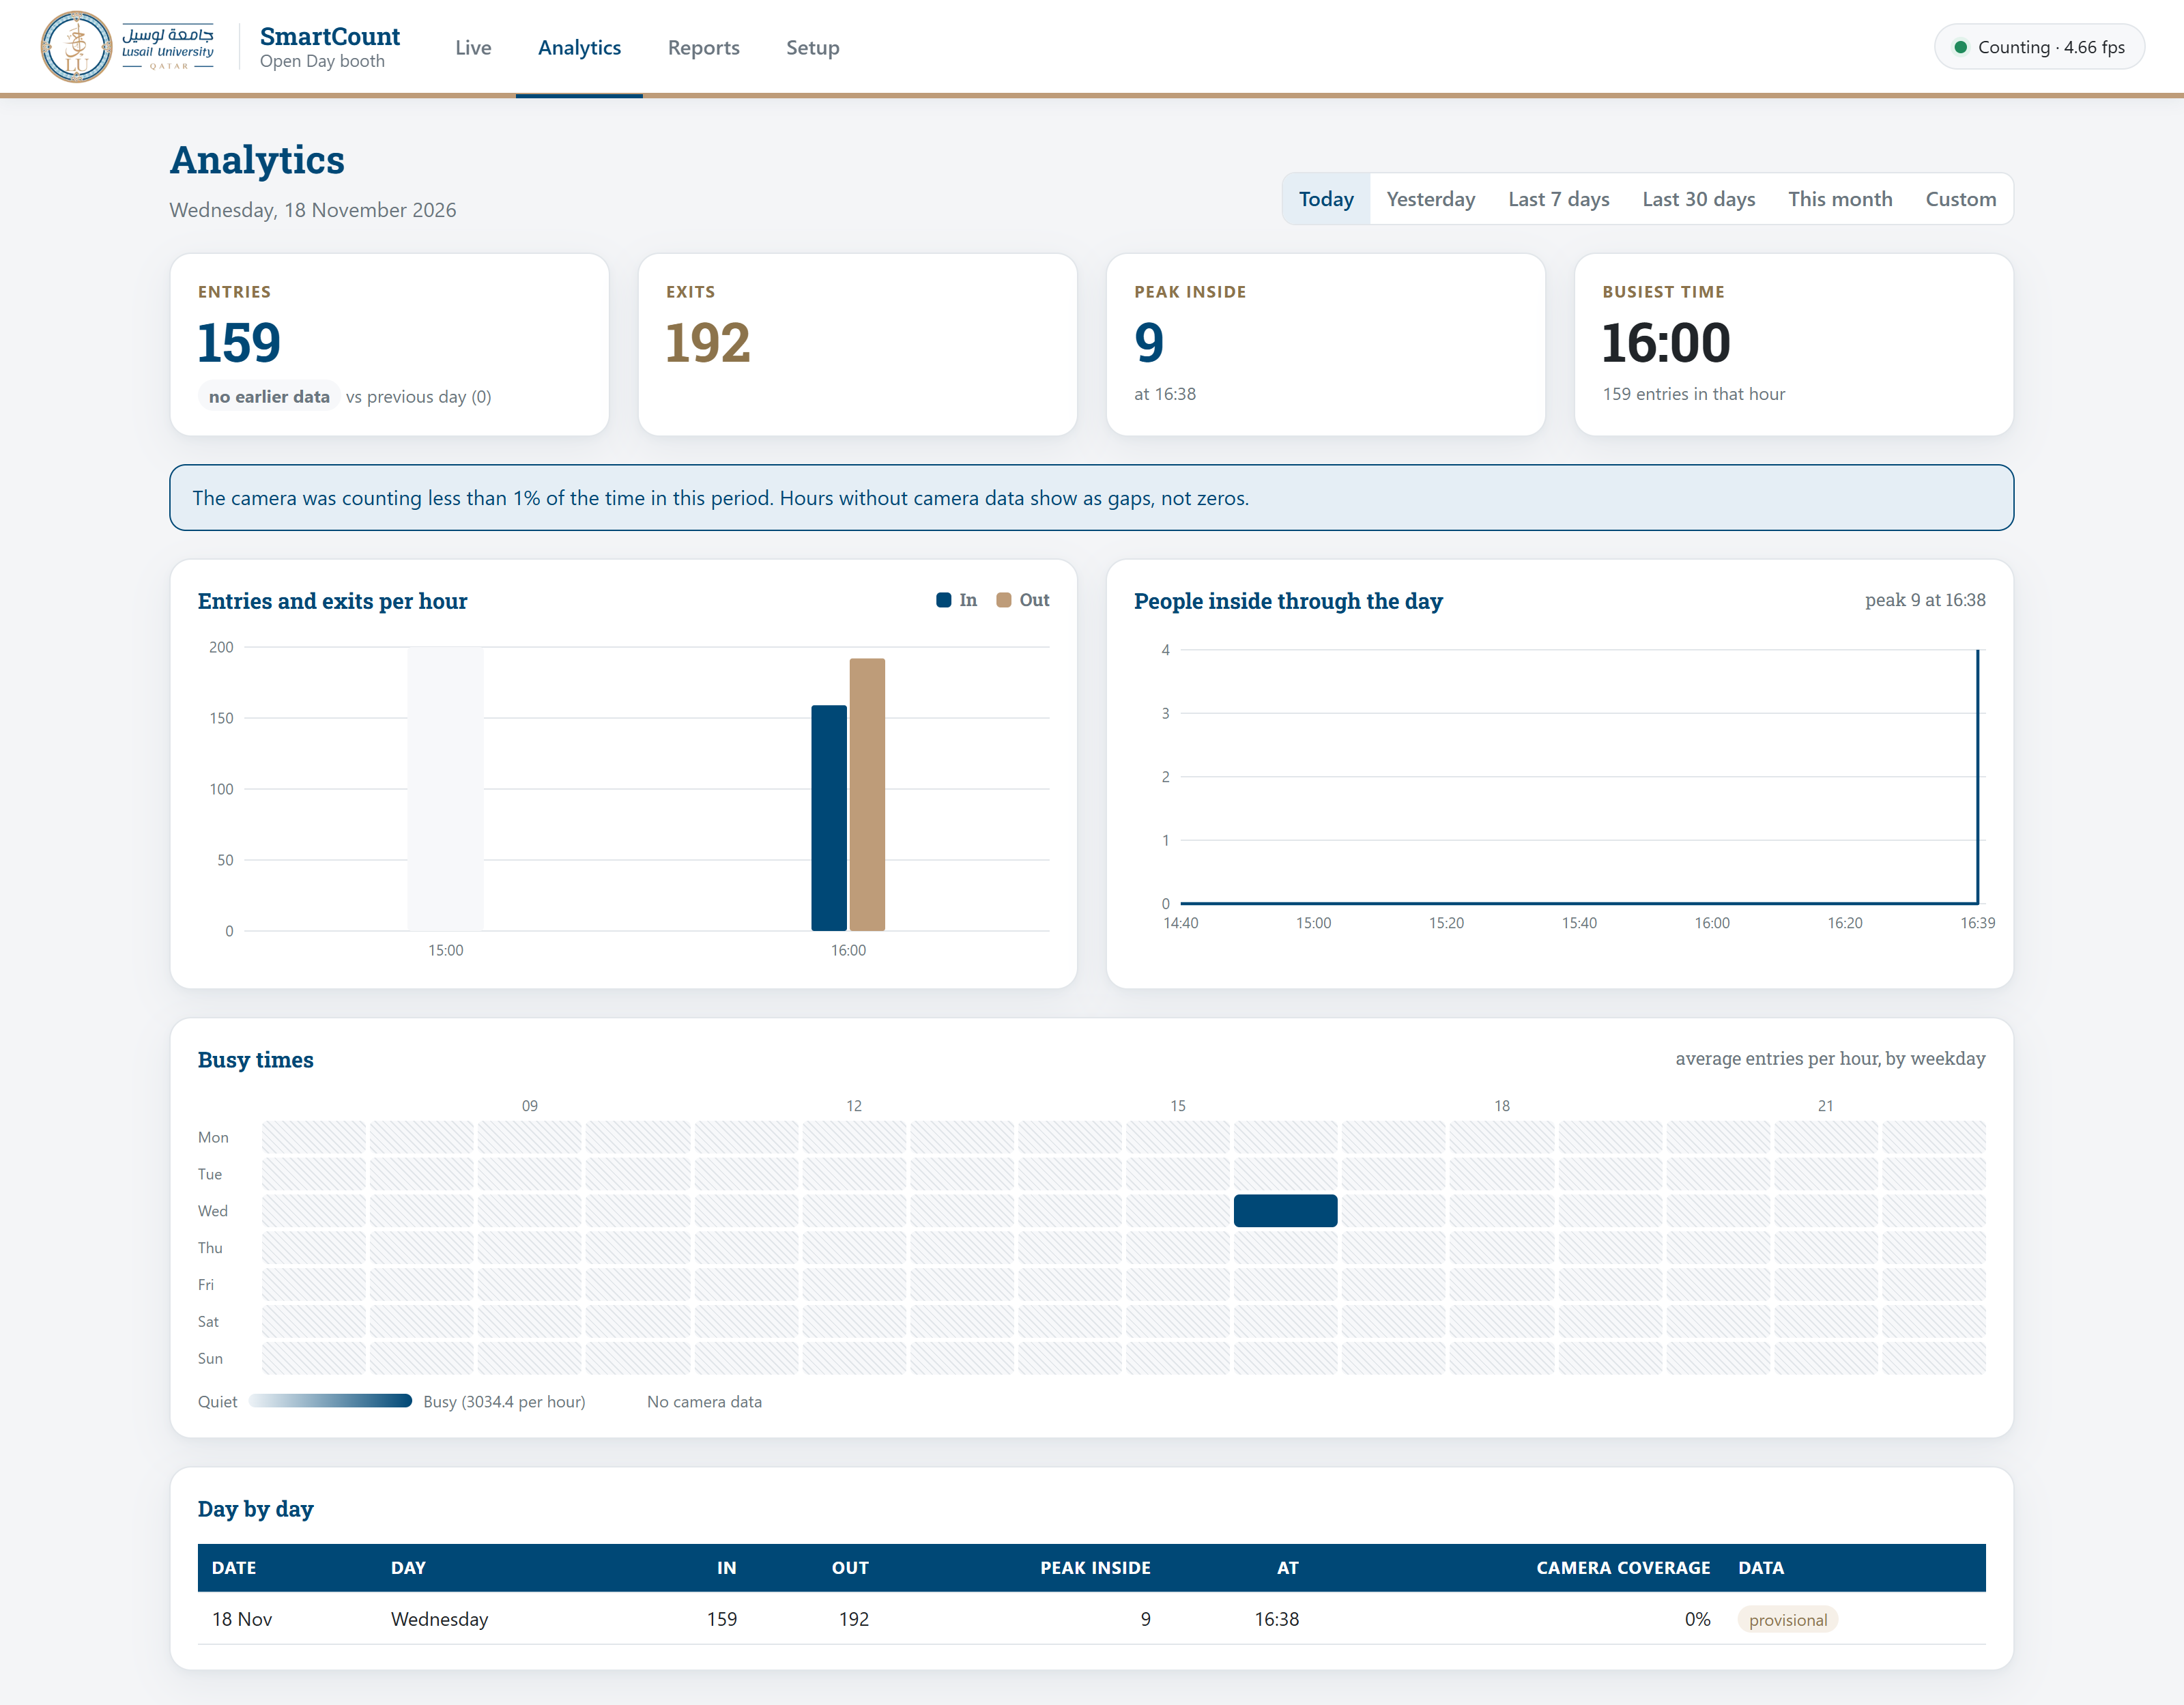 جامعة لوسيل
Lusail University
QATAR
LU
SmartCount
Open Day booth
Live
Analytics
Reports
Setup
Counting · 4.66 fps
Analytics
Wednesday, 18 November 2026
Today
Yesterday
Last 7 days
Last 30 days
This month
Custom
ENTRIES
159
no earlier data vs previous day (0)
EXITS
192
PEAK INSIDE
9
at 16:38
BUSIEST TIME
16:00
159 entries in that hour
The camera was counting less than 1% of the time in this period. Hours without camera data show as gaps, not zeros.
Entries and exits per hour
In
Out
200
150
100
50
0
15:00
16:00
People inside through the day
peak 9 at 16:38
4
3
2
1
0
14:40
15:00
15:20
15:40
16:00
16:20
16:39
Busy times
average entries per hour, by weekday
09
12
15
18
21
Mon
Tue
Wed
Thu
Fri
Sat
Sun
Quiet
Busy (3034.4 per hour)
No camera data
Day by day
DATE DAY IN OUT PEAK INSIDE AT CAMERA COVERAGE DATA
18 Nov Wednesday 159 192 9 16:38 0% provisional